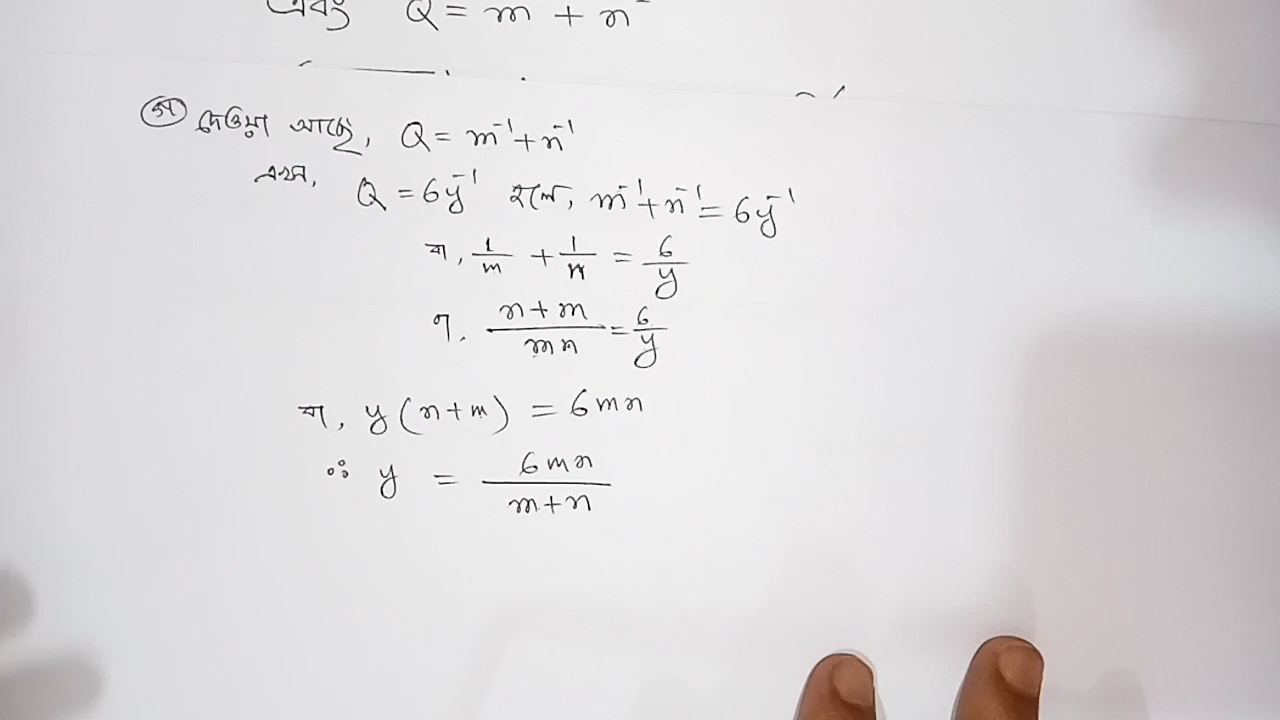 এবং Q = m + n
দেওয়া আছে, Q = m⁻¹ + n⁻¹
এখন, Q = 6y⁻¹ হলে, m⁻¹ + n⁻¹ = 6y⁻¹
বা, 1/m + 1/n = 6/y
বা, (n+m)/(mn) = 6/y
বা, y(n+m) = 6mn
∴ y = 6mn/(m+n)